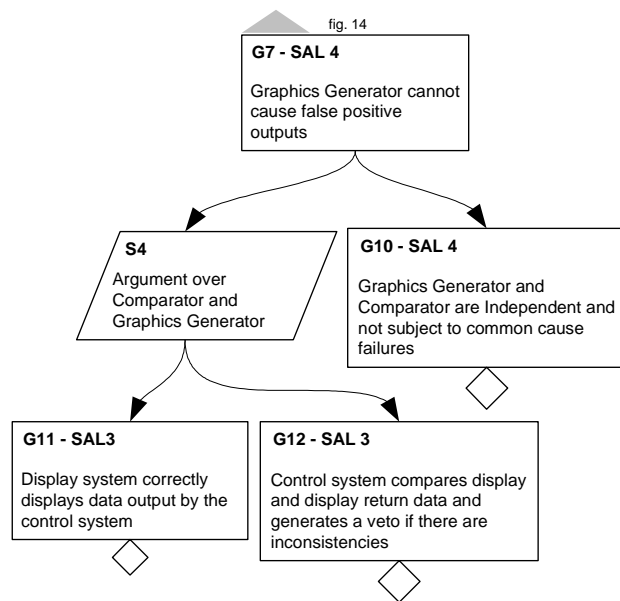 fig. 14
G7 - SAL 4
Graphics Generator cannot
cause false positive
outputs
S4
Argument over
Comparator and
Graphics Generator
G10 - SAL 4
Graphics Generator and
Comparator are Independent and
not subject to common cause
failures
G11 - SAL3
Display system correctly
displays data output by the
control system
G12 - SAL 3
Control system compares display
and display return data and
generates a veto if there are
inconsistencies